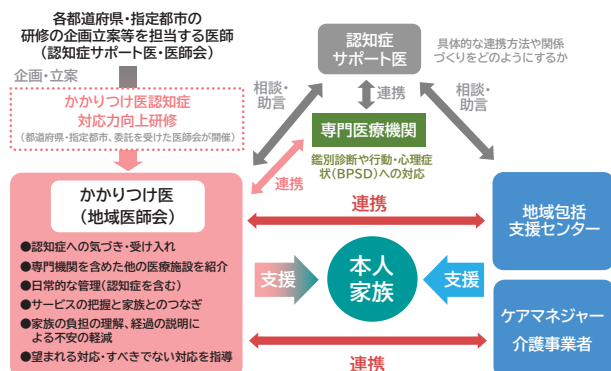 各都道府県・指定都市の
研修の企画立案等を担当する医師
（認知症サポート医・医師会）
企画・立案
かかりつけ医認知症
対応力向上研修
（都道府県・指定都市、委託を受けた医師会が開催）
認知症
サポート医
具体的な連携方法や関係
づくりをどのようにするか
相談・
助言
連携
相談・
助言
専門医療機関
鑑別診断や行動・心理症
状（BPSD）への対応
連携
かかりつけ医
（地域医師会）
●認知症への気づき・受け入れ
●専門機関を含めた他の医療施設を紹介
●日常的な管理（認知症を含む）
●サービスの把握と家族とのつなぎ
●家族の負担の理解、経過の説明に
よる不安の軽減
●望まれる対応・すべきでない対応を指導
連携
支援
本人
家族
支援
連携
地域包括
支援センター
ケアマネジャー
介護事業者